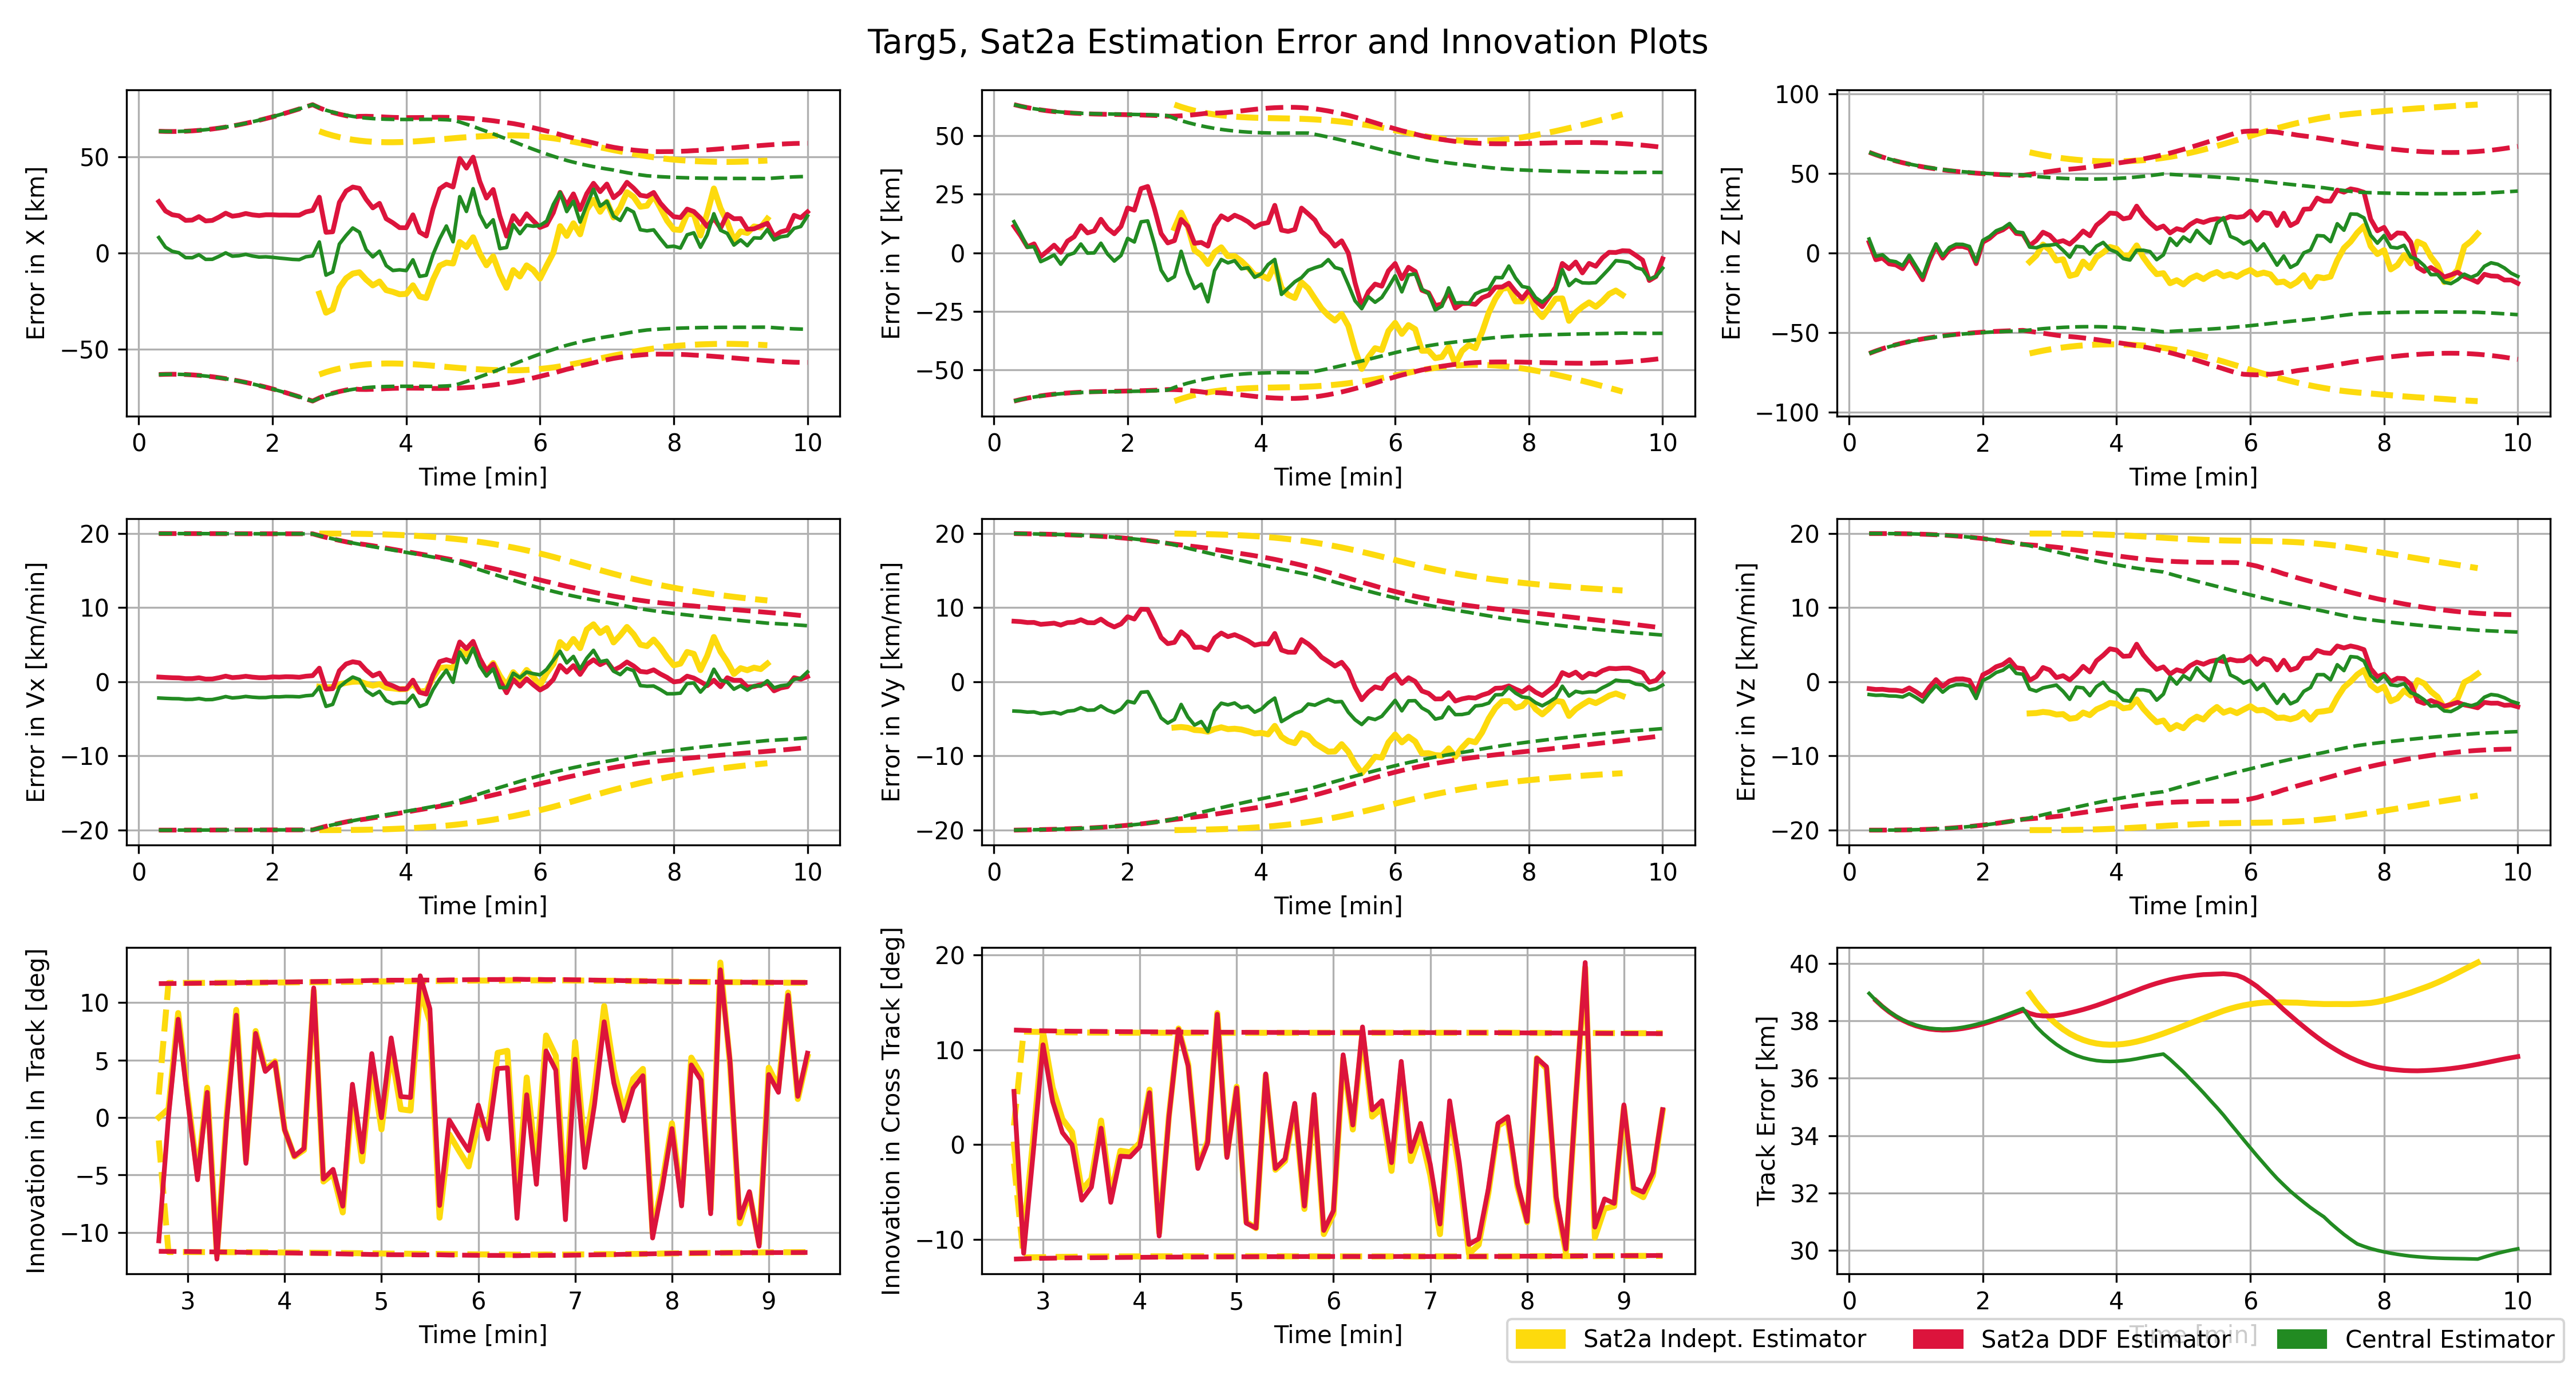 Targ5, Sat2a Estimation Error and Innovation Plots
Error in X [km]
50
0
−50
0 2 4 6 8 10
Time [min]
Error in Y [km]
50
25
0
−25
−50
0 2 4 6 8 10
Time [min]
Error in Z [km]
100
50
0
−50
−100
0 2 4 6 8 10
Time [min]
Error in Vx [km/min]
20
10
0
−10
−20
0 2 4 6 8 10
Time [min]
Error in Vy [km/min]
20
10
0
−10
−20
0 2 4 6 8 10
Time [min]
Error in Vz [km/min]
20
10
0
−10
−20
0 2 4 6 8 10
Time [min]
Innovation in In Track [deg]
10
5
0
−5
−10
3 4 5 6 7 8 9
Time [min]
Innovation in Cross Track [deg]
20
10
0
−10
3 4 5 6 7 8 9
Time [min]
Track Error [km]
40
38
36
34
32
30
0 2 4 6 8 10
Time [min]
Sat2a Indept. Estimator Sat2a DDF Estimator Central Estimator